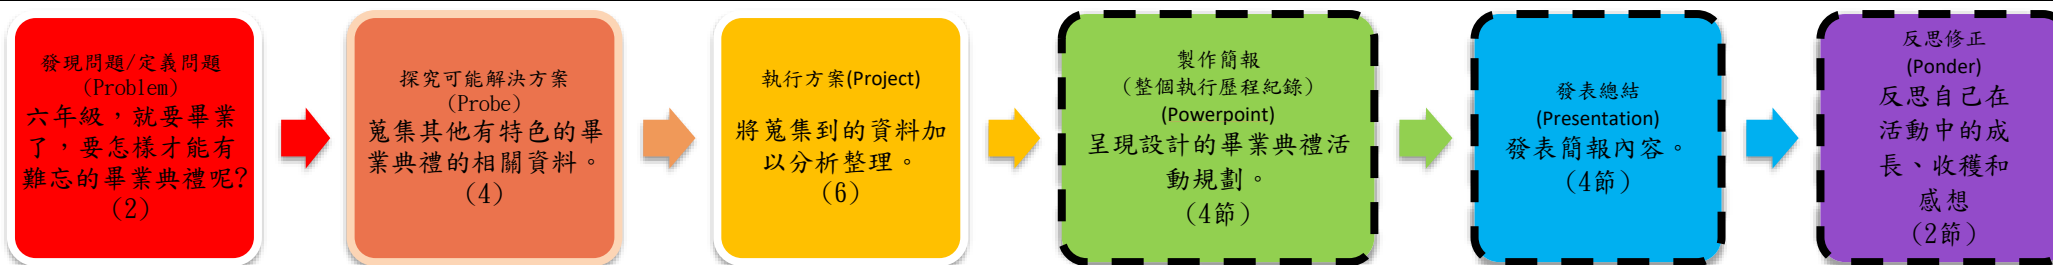 發現問題/定義問題
(Problem)
六年級，就要畢業
了，要怎樣才能有
難忘的畢業典禮呢?
(2)
探究可能解決方案
(Probe)
蒐集其他有特色的畢
業典禮的相關資料。
(4)
執行方案(Project)
將蒐集到的資料加
以分析整理。
(6)
製作簡報
(整個執行歷程紀錄)
(Powerpoint)
呈現設計的畢業典禮活
動規劃。
(4節)
發表總結
(Presentation)
發表簡報內容。
(4節)
反思修正
(Ponder)
反思自己在
活動中的成
長、收穫和
感想
(2節)